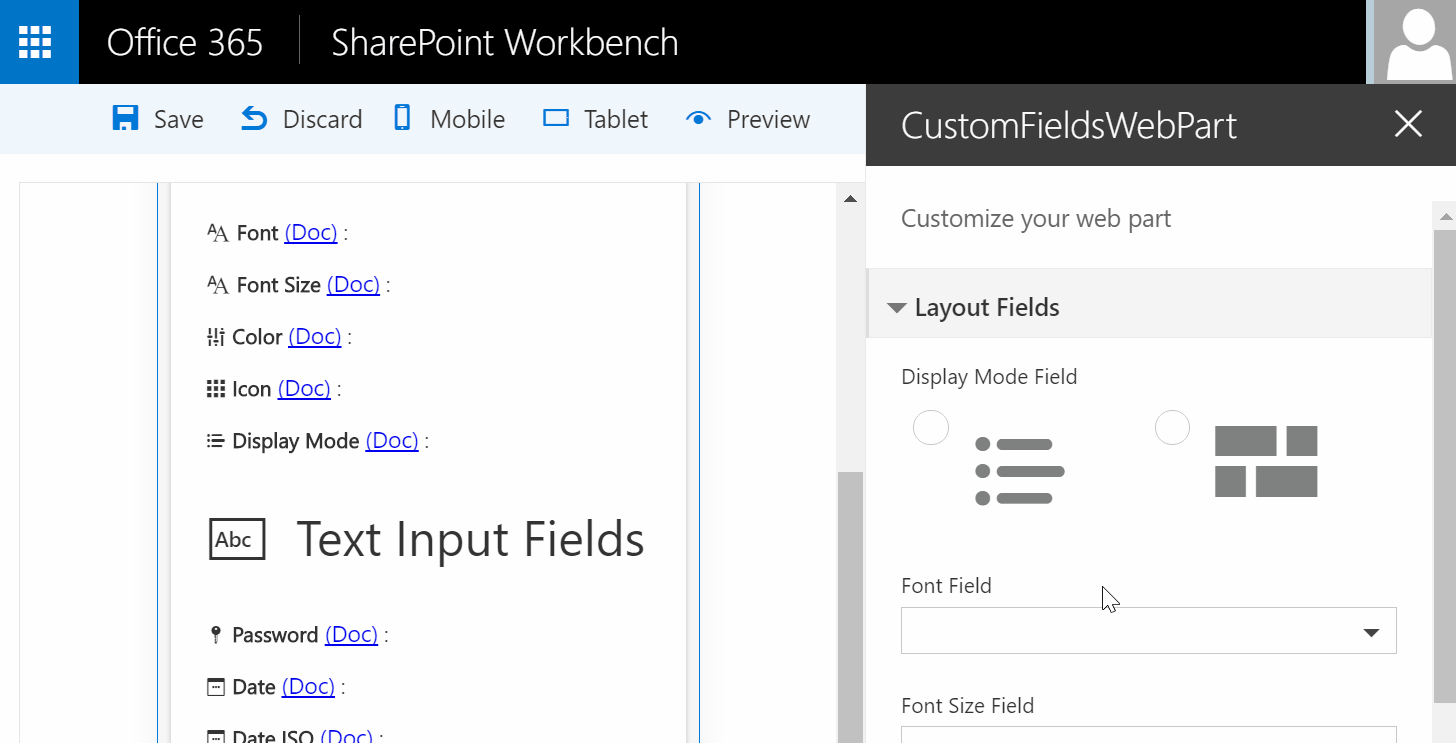 Office 365
SharePoint Workbench
Save
Discard
Mobile
Tablet
Preview
Font (Doc) :
Font Size (Doc) :
Color (Doc) :
Icon (Doc) :
Display Mode (Doc) :
Abc Text Input Fields
Password (Doc) :
Date (Doc) :
Date ISO (Doc) :
CustomFieldsWebPart
Customize your web part
Layout Fields
Display Mode Field
Font Field
Font Size Field